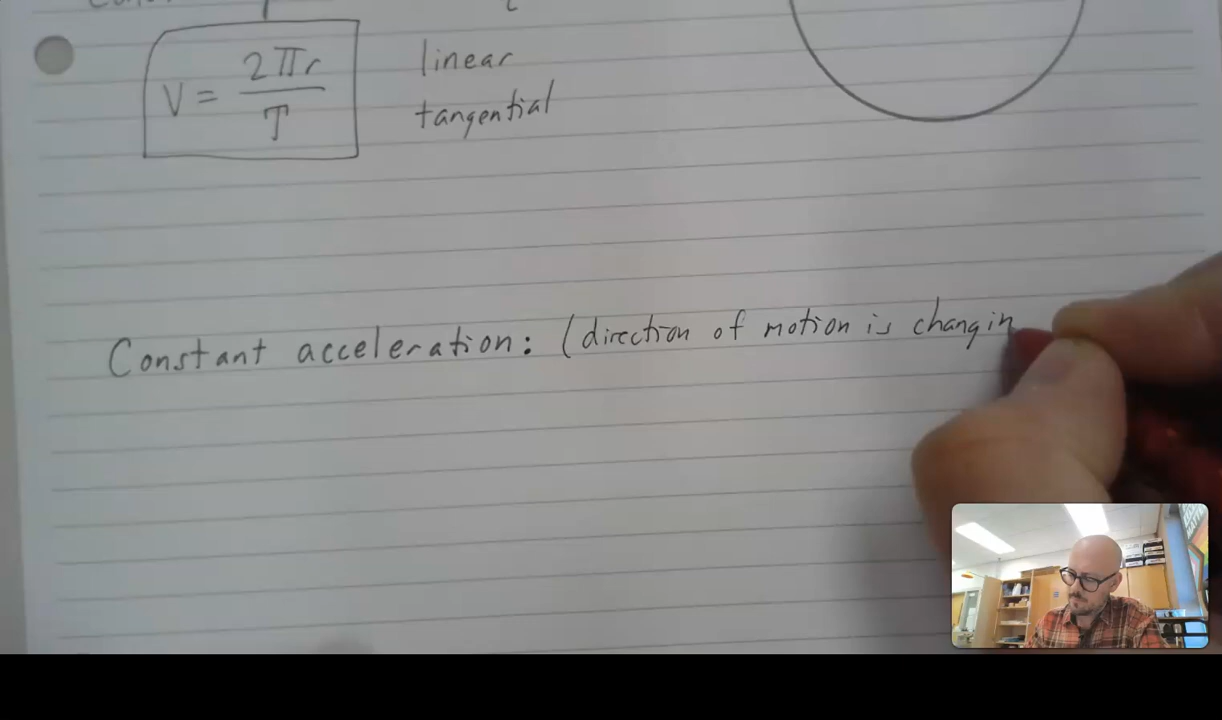 V = 2πr / T
linear
tangential
Constant acceleration: (direction of motion is changin